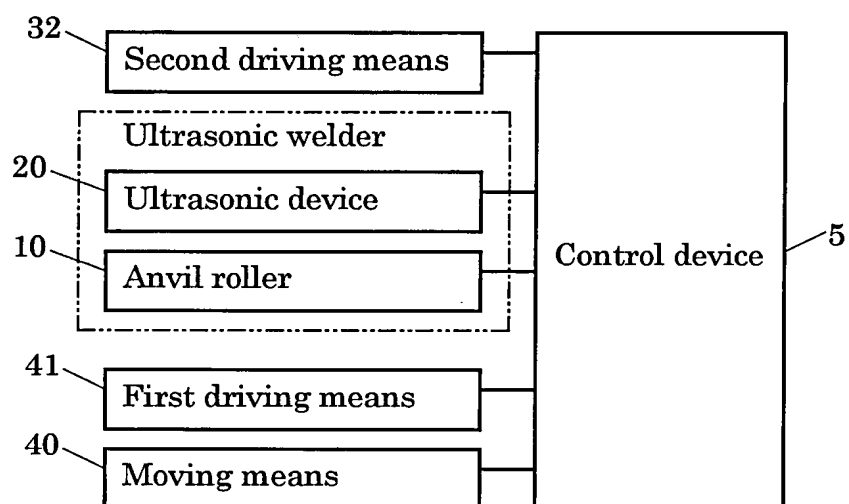 32
Second driving means
Ultrasonic welder
20
Ultrasonic device
10
Anvil roller
Control device
5
41
First driving means
40
Moving means